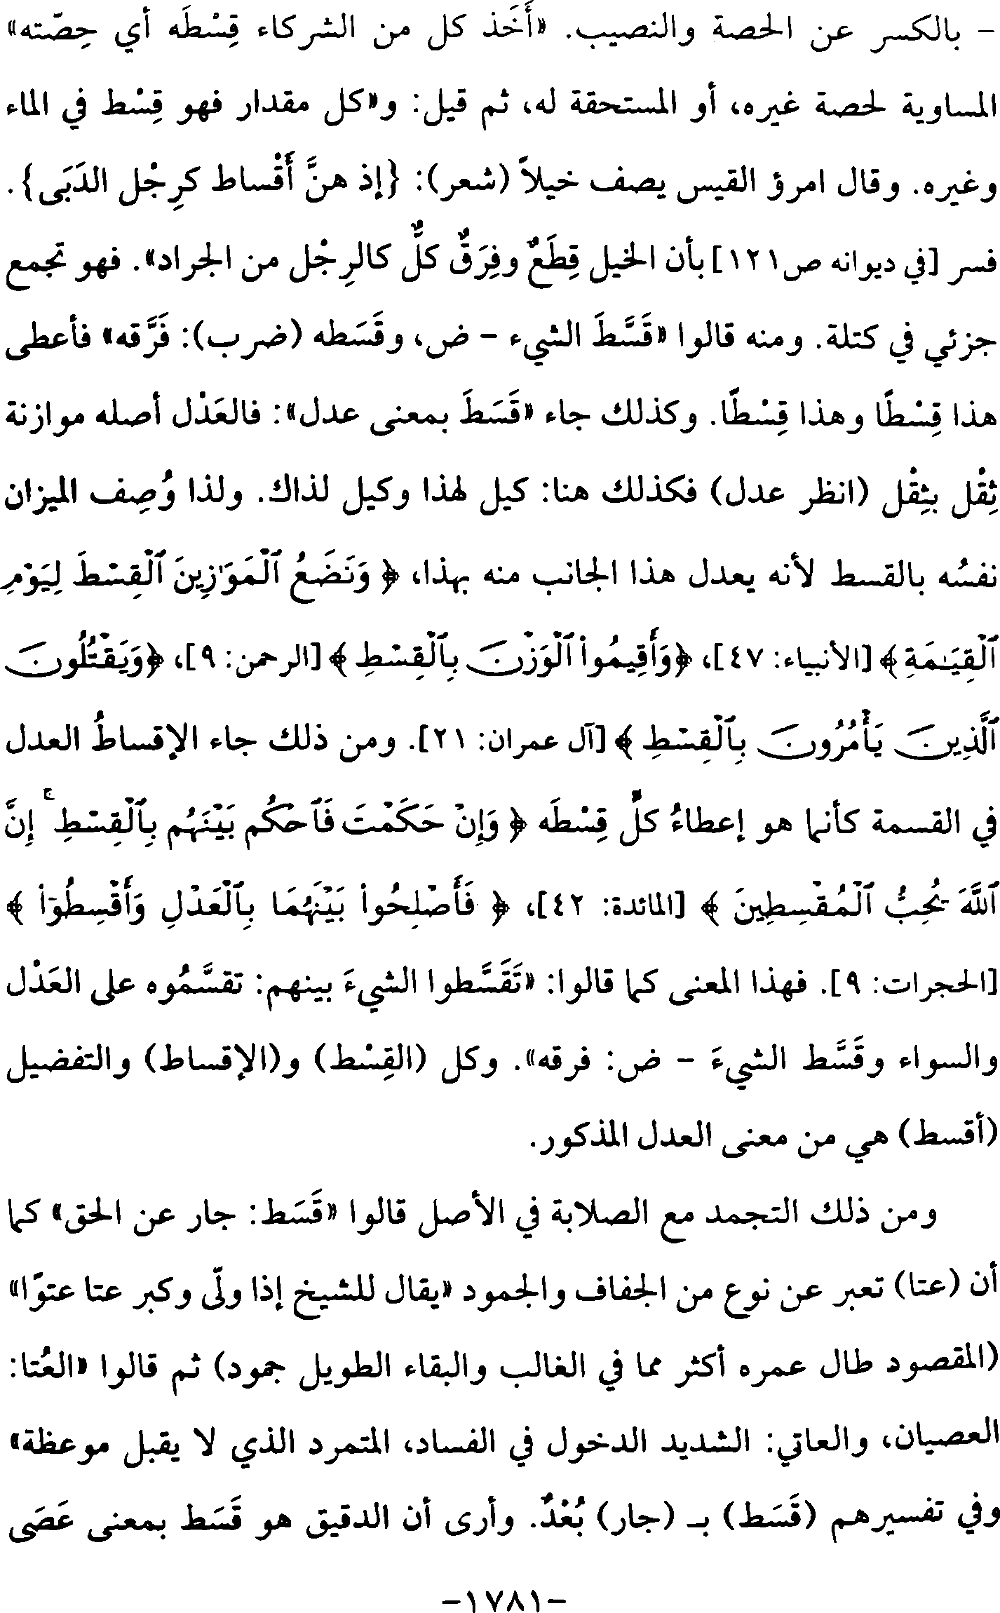 – بالكسر عن الحصة والنصيب. «أَخَذ كل من الشركاء قِسْطَه أي حِصّته»
المساوية لحصة غيره، أو المستحقة له، ثم قيل: و«كل مقدار فهو قِسْط في الماء
وغيره. وقال امرؤ القيس يصف خيلاً (شعر): {إذ هنَّ أَقْساط كرِجْل الدَبَى}.
فسر [في ديوانه ص١٢١] بأن الخيل قِطَعٌ وفِرَقٌ كلٌّ كالرِجْل من الجراد». فهو تجمع
جزئي في كتلة. ومنه قالوا «قَسَّطَ الشيء – ض، وقَسَطه (ضرب): فَرَّقه» فأعطى
هذا قِسْطًا وهذا قِسْطًا. وكذلك جاء «قَسَطَ بمعنى عدل»: فالعَدْل أصله موازنة
ثِقْل بثِقْل (انظر عدل) فكذلك هنا: كيل لهذا وكيل لذاك. ولذا وُصِف الميزان
نفسُه بالقسط لأنه يعدل هذا الجانب منه بهذا، ﴿ وَنَضَعُ ٱلْمَوَٰزِينَ ٱلْقِسْطَ لِيَوْمِ
ٱلْقِيَـٰمَةِ ﴾ [الأنبياء: ٤٧]، ﴿وَأَقِيمُوا۟ ٱلْوَزْنَ بِٱلْقِسْطِ ﴾ [الرحمن: ٩]، ﴿وَيَقْتُلُونَ
ٱلَّذِينَ يَأْمُرُونَ بِٱلْقِسْطِ ﴾ [آل عمران: ٢١]. ومن ذلك جاء الإقساطُ العدل
في القسمة كأنما هو إعطاءُ كلٍّ قِسْطَه ﴿ وَإِنْ حَكَمْتَ فَٱحْكُم بَيْنَهُم بِٱلْقِسْطِ ۚ إِنَّ
ٱللَّهَ يُحِبُّ ٱلْمُقْسِطِينَ ﴾ [المائدة: ٤٢]، ﴿ فَأَصْلِحُوا۟ بَيْنَهُمَا بِٱلْعَدْلِ وَأَقْسِطُوٓا۟ ﴾
[الحجرات: ٩]. فهذا المعنى كما قالوا: «تَقَسَّطوا الشيءَ بينهم: تقسَّمُوه على العَدْل
والسواء وقَسَّط الشيءَ – ض: فرقه». وكل (القِسْط) و(الإقساط) والتفضيل
(أقسط) هي من معنى العدل المذكور.
ومن ذلك التجمد مع الصلابة في الأصل قالوا «قَسَط: جار عن الحق» كما
أن (عتا) تعبر عن نوع من الجفاف والجمود «يقال للشيخ إذا ولّى وكبر عتا عتوًا»
(المقصود طال عمره أكثر مما في الغالب والبقاء الطويل جمود) ثم قالوا «العُتا:
العصيان، والعاتي: الشديد الدخول في الفساد، المتمرد الذي لا يقبل موعظة»
وفي تفسيرهم (قَسَط) بـ (جار) بُعْدٌ. وأرى أن الدقيق هو قَسَط بمعنى عَصَى
-١٧٨١-